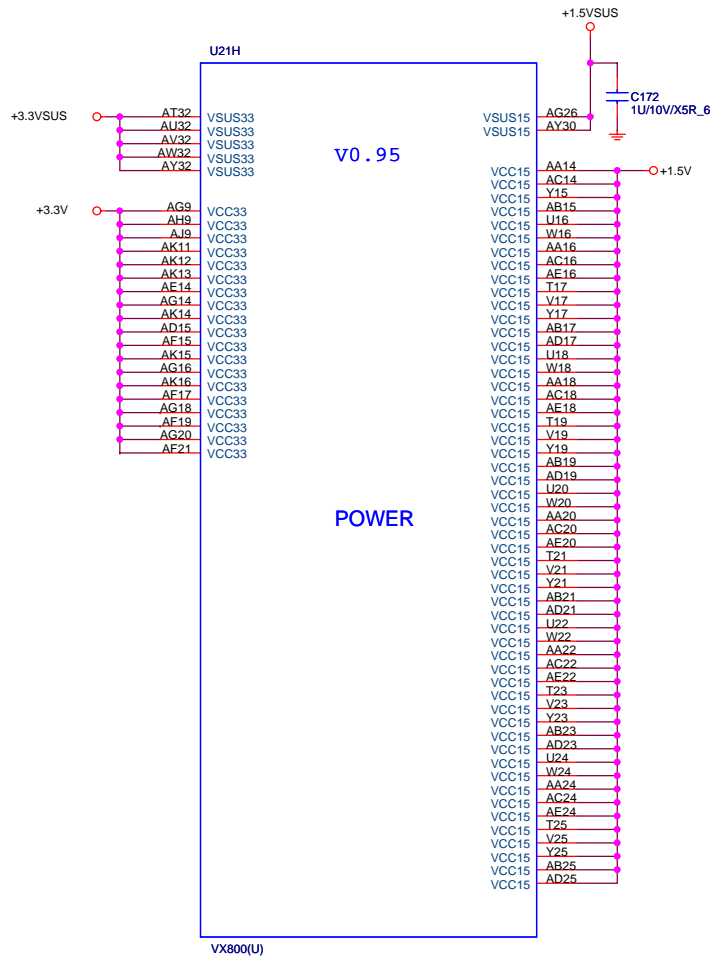 +1.5VSUS
U21H
C172
1U/10V/X5R_6
+3.3VSUS
AT32 VSUS33
AU32 VSUS33
AV32 VSUS33
AW32 VSUS33
AY32 VSUS33
V0.95
VSUS15 AG26
VSUS15 AY30
+3.3V
AG9 VCC33
AH9 VCC33
AJ9 VCC33
AK11 VCC33
AK12 VCC33
AK13 VCC33
AE14 VCC33
AG14 VCC33
AK14 VCC33
AD15 VCC33
AF15 VCC33
AK15 VCC33
AG16 VCC33
AK16 VCC33
AF17 VCC33
AG18 VCC33
AF19 VCC33
AG20 VCC33
AF21 VCC33
POWER
+1.5V
VCC15 AA14
VCC15 AC14
VCC15 Y15
VCC15 AB15
VCC15 U16
VCC15 W16
VCC15 AA16
VCC15 AC16
VCC15 AE16
VCC15 T17
VCC15 V17
VCC15 Y17
VCC15 AB17
VCC15 AD17
VCC15 U18
VCC15 W18
VCC15 AA18
VCC15 AC18
VCC15 AE18
VCC15 T19
VCC15 V19
VCC15 Y19
VCC15 AB19
VCC15 AD19
VCC15 U20
VCC15 W20
VCC15 AA20
VCC15 AC20
VCC15 AE20
VCC15 T21
VCC15 V21
VCC15 Y21
VCC15 AB21
VCC15 AD21
VCC15 U22
VCC15 W22
VCC15 AA22
VCC15 AC22
VCC15 AE22
VCC15 T23
VCC15 V23
VCC15 Y23
VCC15 AB23
VCC15 AD23
VCC15 U24
VCC15 W24
VCC15 AA24
VCC15 AC24
VCC15 AE24
VCC15 T25
VCC15 V25
VCC15 Y25
VCC15 AB25
VCC15 AD25
VX800(U)